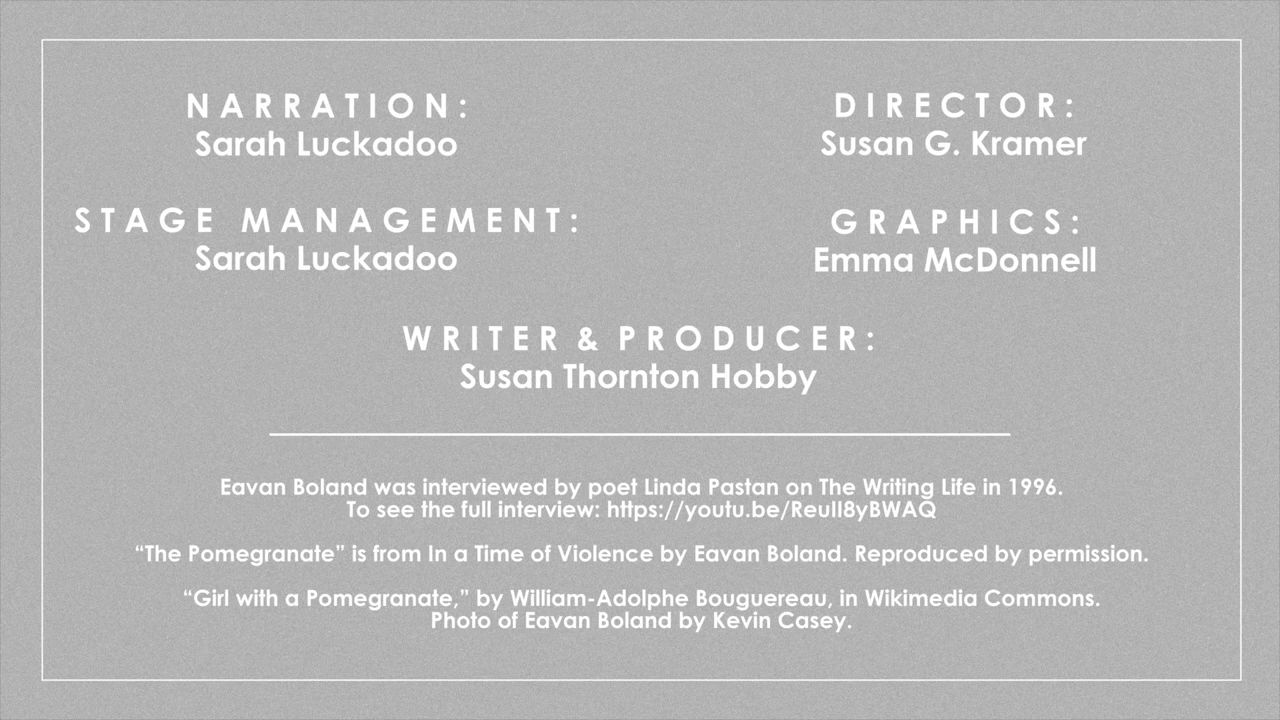 NARRATION:
Sarah Luckadoo
DIRECTOR:
Susan G. Kramer
STAGE MANAGEMENT:
Sarah Luckadoo
GRAPHICS:
Emma McDonnell
WRITER & PRODUCER:
Susan Thornton Hobby
Eavan Boland was interviewed by poet Linda Pastan on The Writing Life in 1996.
To see the full interview: https://youtu.be/ReuII8yBWAQ
“The Pomegranate” is from In a Time of Violence by Eavan Boland. Reproduced by permission.
“Girl with a Pomegranate,” by William-Adolphe Bouguereau, in Wikimedia Commons.
Photo of Eavan Boland by Kevin Casey.